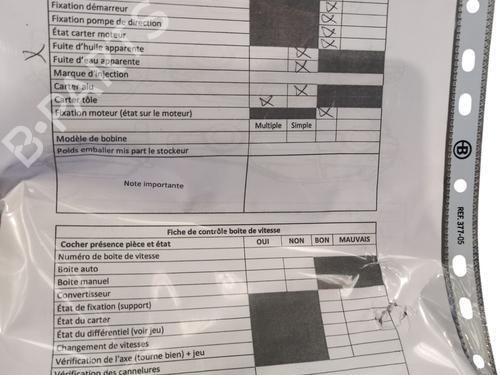 Fixation démarreur
Fixation pompe de direction
État carter moteur
Fuite d'huile apparente
Fuite d'eau apparente
Marque d'injection
Carter alu
Carter tôle
Fixation moteur (état sur le moteur)
Multiple Simple
Modèle de bobine
Poids emballer mis part le stockeur
Note importante
Fiche de contrôle boite de vitesse
Cocher présence pièce et état OUI NON BON MAUVAIS
Numéro de boite de vitesse
Boite auto
Boite manuel
Convertisseur
État de fixation (support)
État du carter
État du différentiel (voir jeu)
Changement de vitesses
Vérification de l'axe (tourne bien) + jeu
Vérification des cannelures
REF. 377-05
B-PARTS